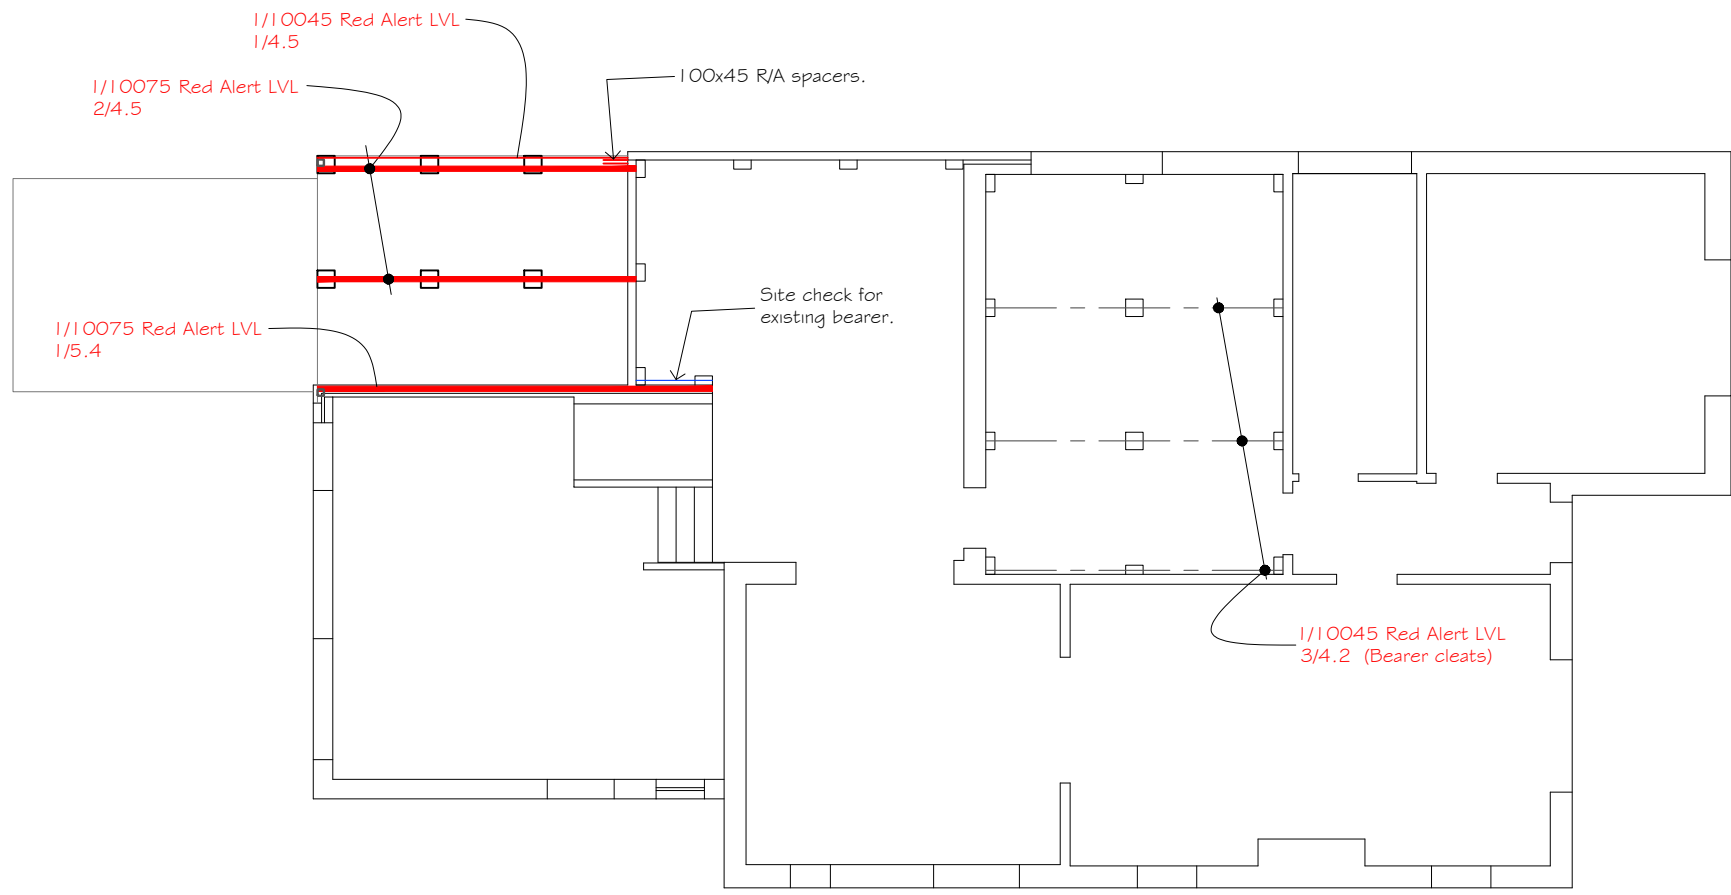 1/10045 Red Alert LVL
1/4.5
100x45 R/A spacers.
1/10075 Red Alert LVL
2/4.5
Site check for
existing bearer.
1/10075 Red Alert LVL
1/5.4
1/10045 Red Alert LVL
3/4.2 (Bearer cleats)